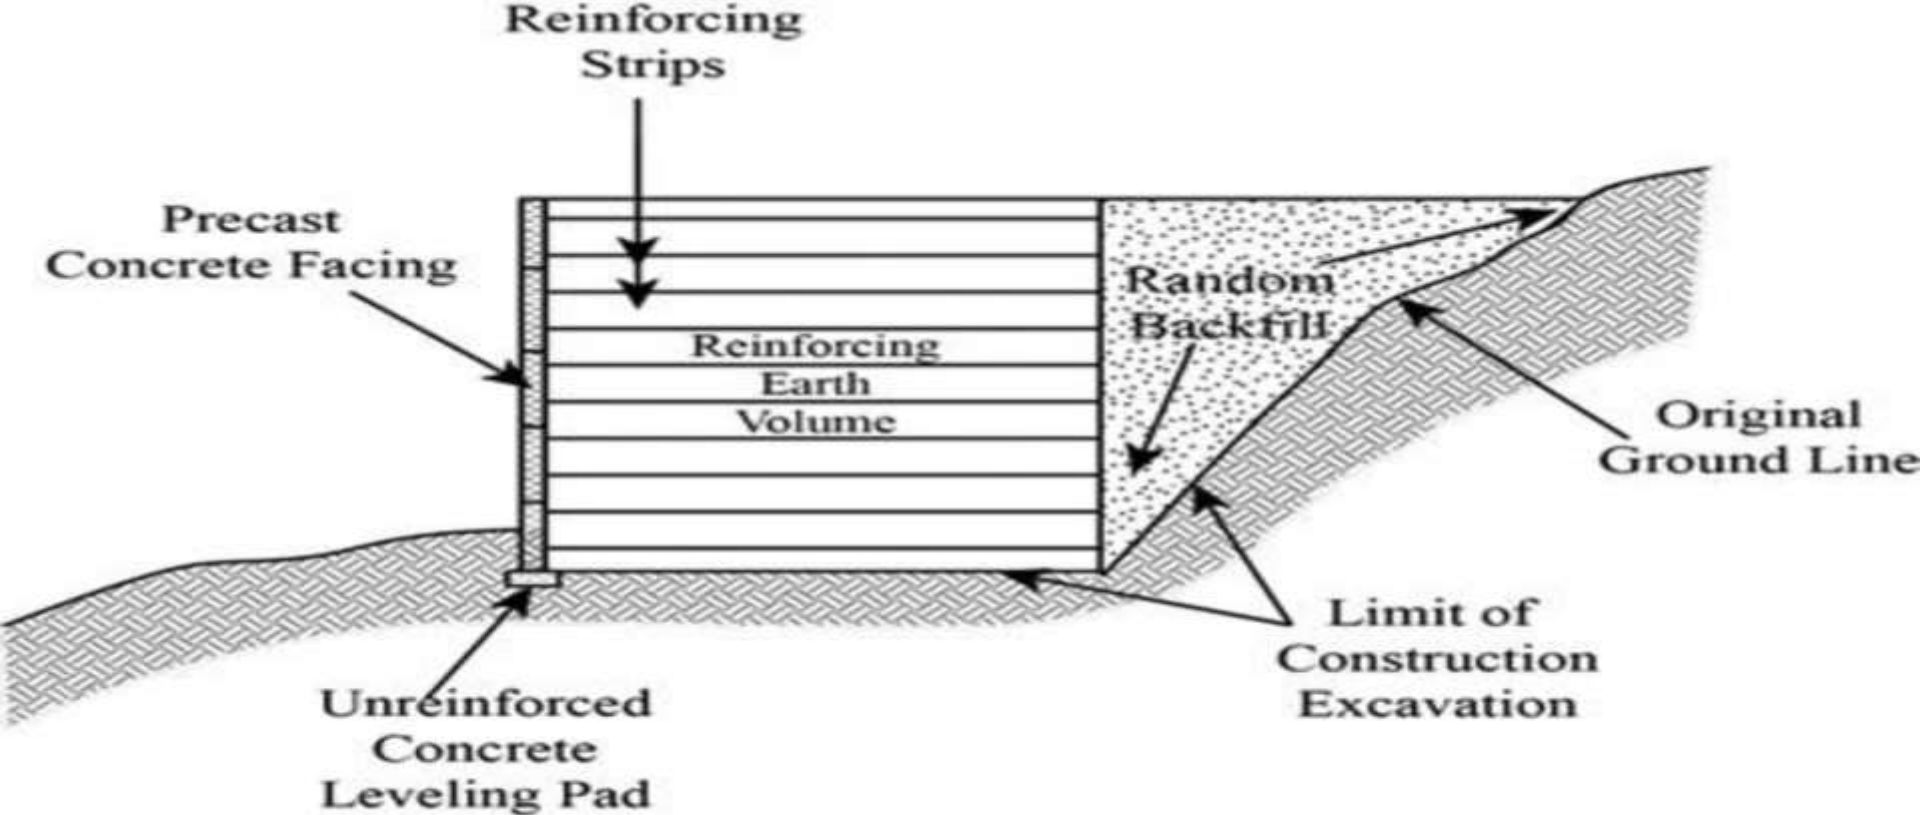 Reinforcing
Strips
Precast
Concrete Facing
Random
Backfill
Reinforcing
Earth
Volume
Original
Ground Line
Limit of
Construction
Excavation
Unreinforced
Concrete
Leveling Pad